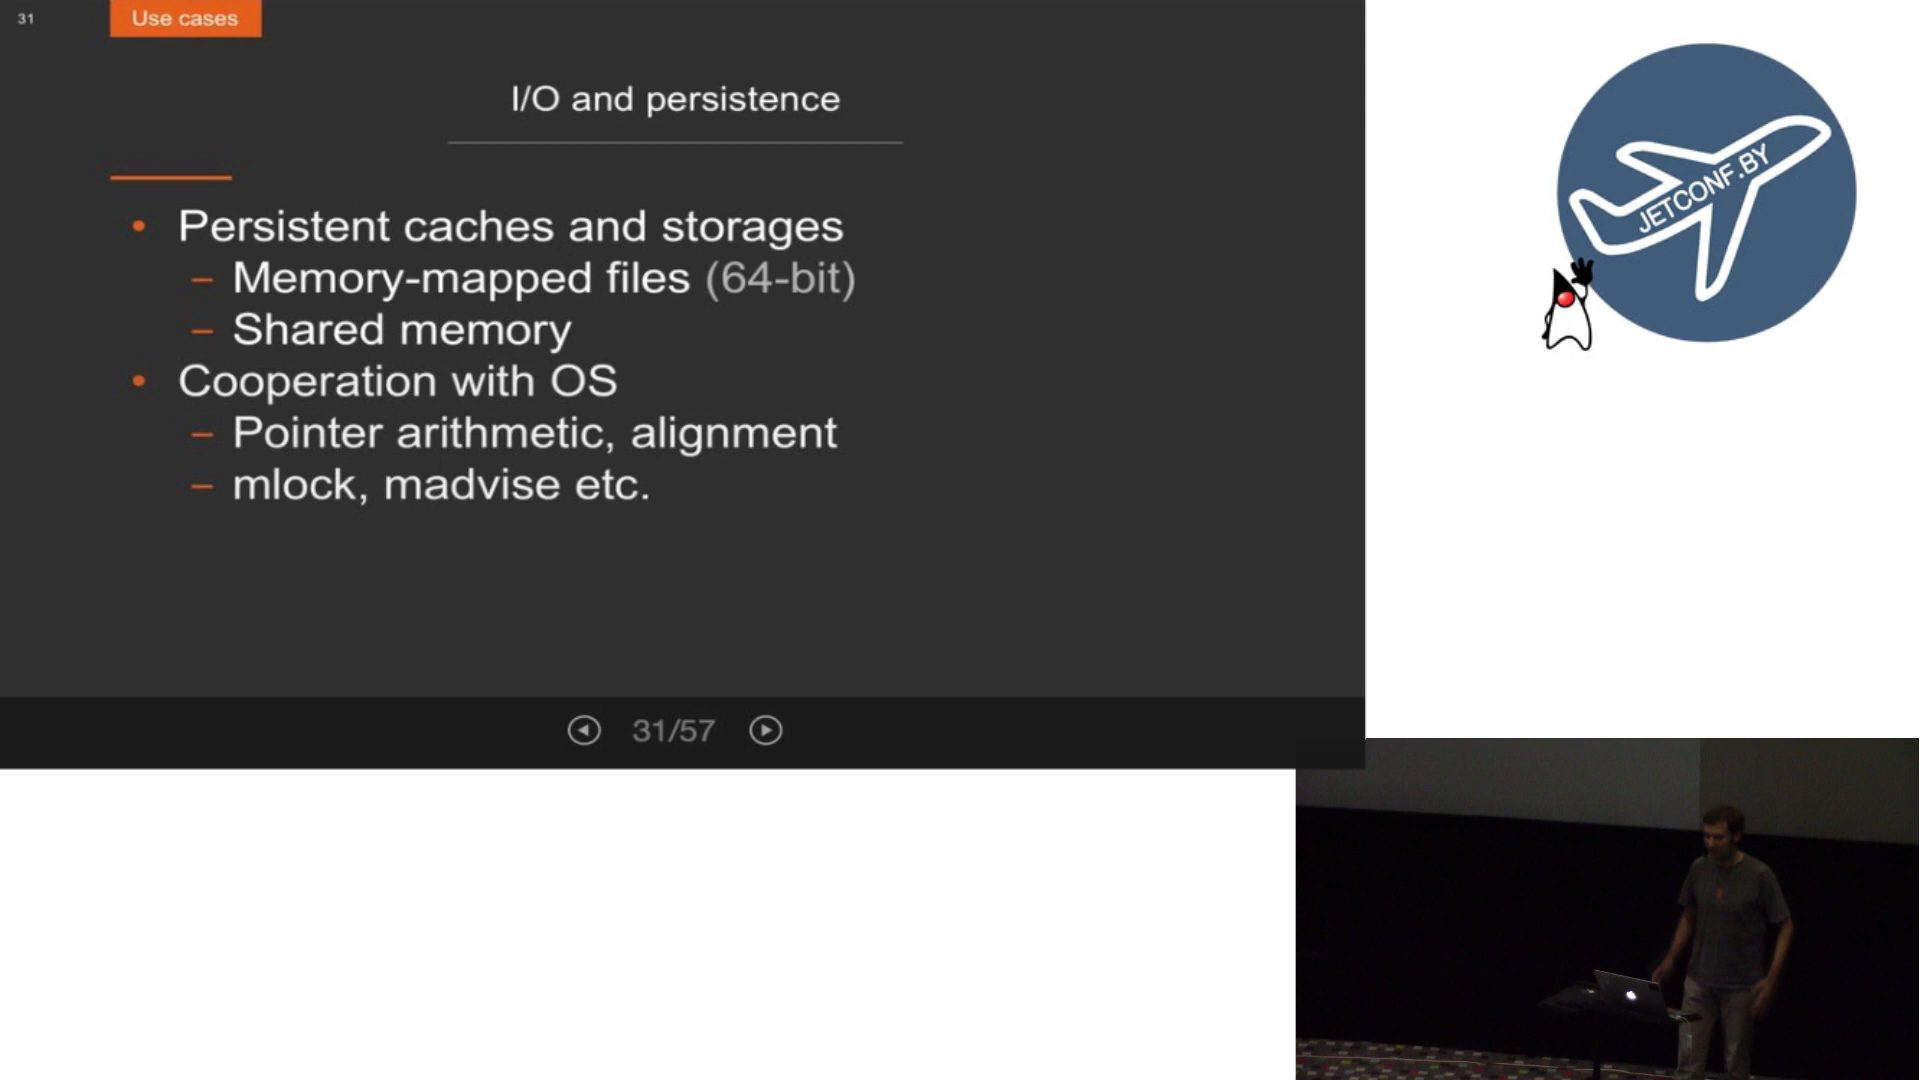 31
Use cases
I/O and persistence
• Persistent caches and storages
– Memory-mapped files (64-bit)
– Shared memory
• Cooperation with OS
– Pointer arithmetic, alignment
– mlock, madvise etc.
31/57
JETCONF.BY